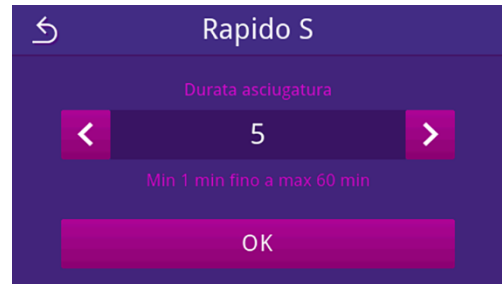 Rapido S
Durata asciugatura
5
Min 1 min fino a max 60 min
OK